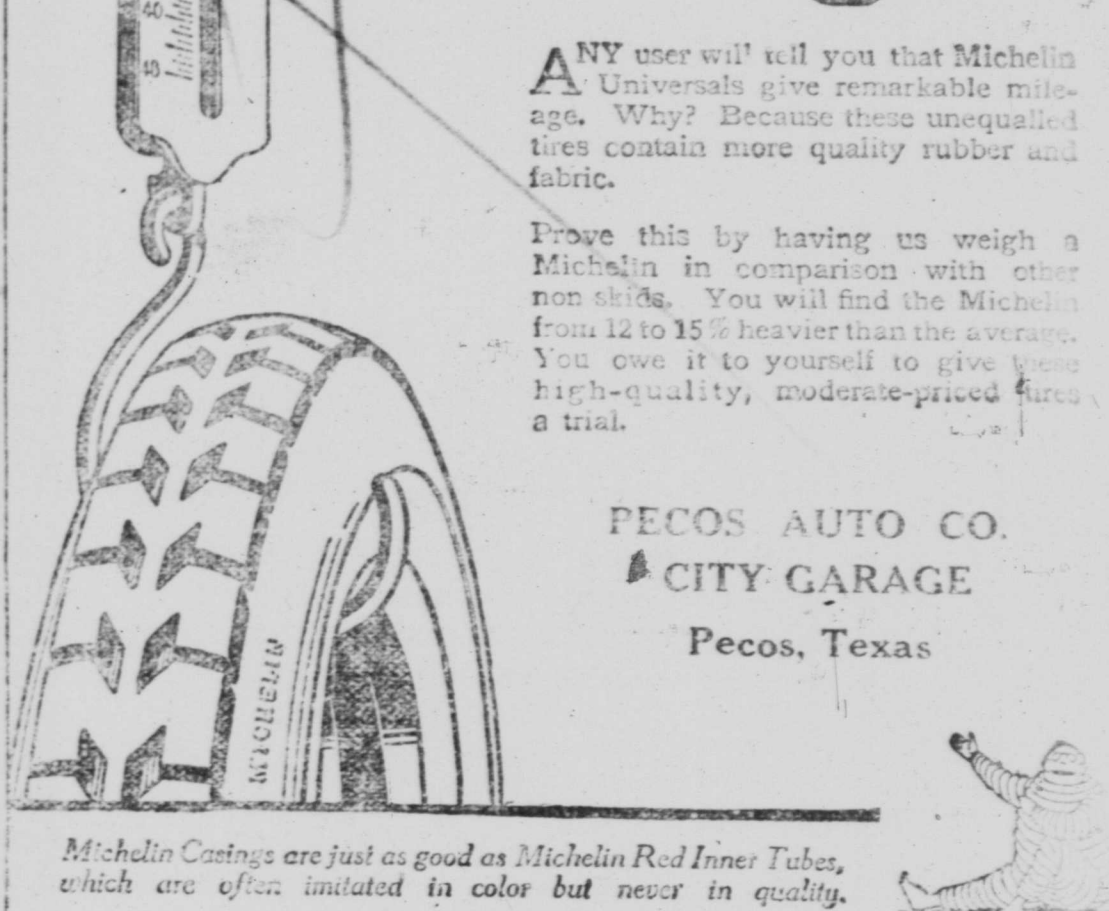 40
40
ANY user will tell you that Michelin
Universals give remarkable mile-
age. Why? Because these unequalled
tires contain more quality rubber and
fabric.
Prove this by having us weigh a
Michelin in comparison with other
non skids. You will find the Michelin
from 12 to 15% heavier than the average.
You owe it to yourself to give these
high-quality, moderate-priced tires
a trial.
PECOS AUTO CO.
CITY GARAGE
Pecos, Texas
MICHELIN
Michelin Casings are just as good as Michelin Red Inner Tubes,
which are often imitated in color but never in quality.